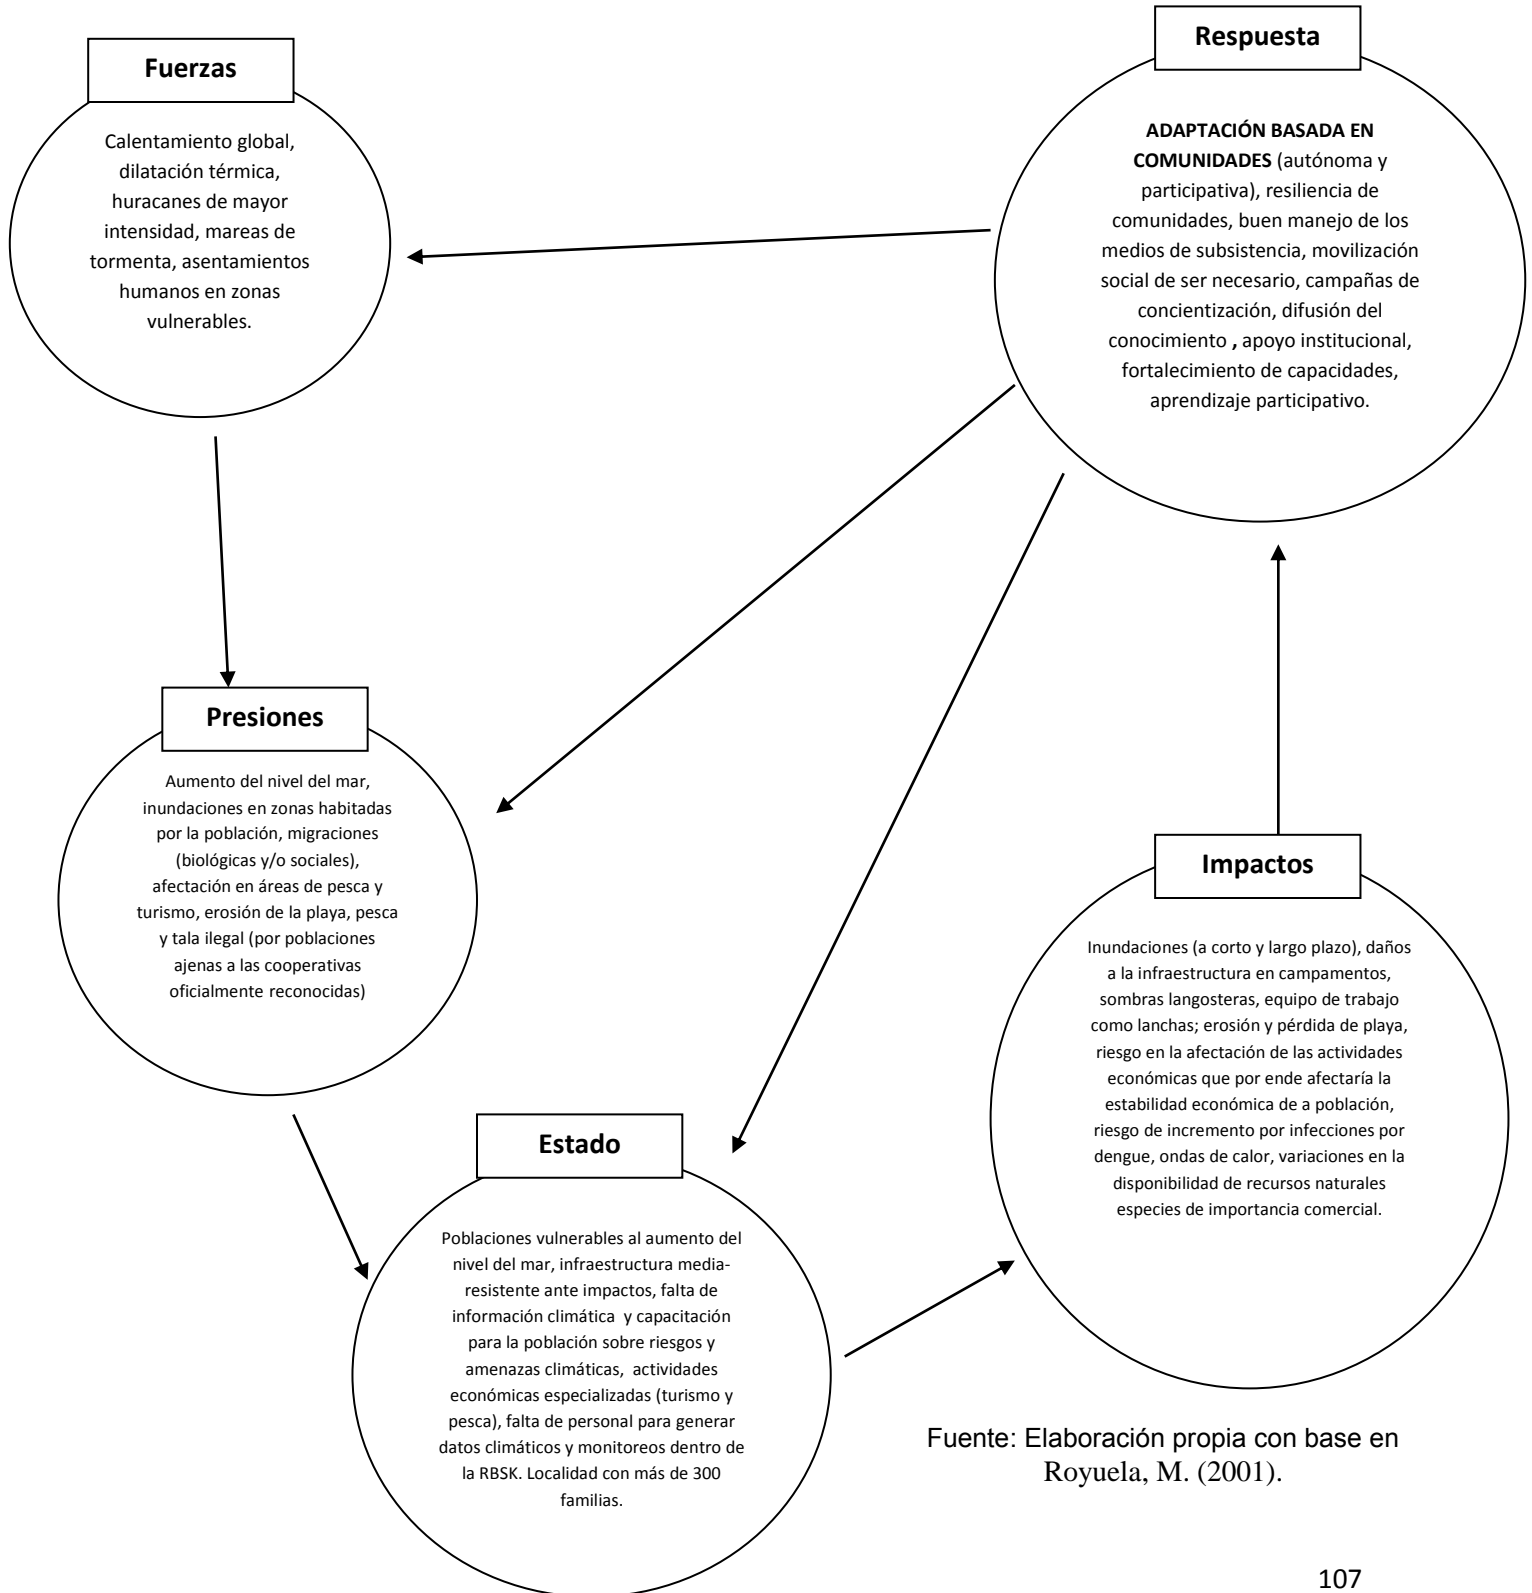 Fuerzas
Calentamiento global,
dilatación térmica,
huracanes de mayor
intensidad, mareas de
tormenta, asentamientos
humanos en zonas
vulnerables.
Respuesta
ADAPTACIÓN BASADA EN
COMUNIDADES (autónoma y
participativa), resiliencia de
comunidades, buen manejo de los
medios de subsistencia, movilización
social de ser necesario, campañas de
concientización, difusión del
conocimiento , apoyo institucional,
fortalecimiento de capacidades,
aprendizaje participativo.
Presiones
Aumento del nivel del mar,
inundaciones en zonas habitadas
por la población, migraciones
(biológicas y/o sociales),
afectación en áreas de pesca y
turismo, erosión de la playa, pesca
y tala ilegal (por poblaciones
ajenas a las cooperativas
oficialmente reconocidas)
Impactos
Inundaciones (a corto y largo plazo), daños
a la infraestructura en campamentos,
sombras langosteras, equipo de trabajo
como lanchas; erosión y pérdida de playa,
riesgo en la afectación de las actividades
económicas que por ende afectaría la
estabilidad económica de a población,
riesgo de incremento por infecciones por
dengue, ondas de calor, variaciones en la
disponibilidad de recursos naturales
especies de importancia comercial.
Estado
Poblaciones vulnerables al aumento del
nivel del mar, infraestructura media-
resistente ante impactos, falta de
información climática y capacitación
para la población sobre riesgos y
amenazas climáticas, actividades
económicas especializadas (turismo y
pesca), falta de personal para generar
datos climáticos y monitoreos dentro de
la RBSK. Localidad con más de 300
familias.
Fuente: Elaboración propia con base en
Royuela, M. (2001).
107